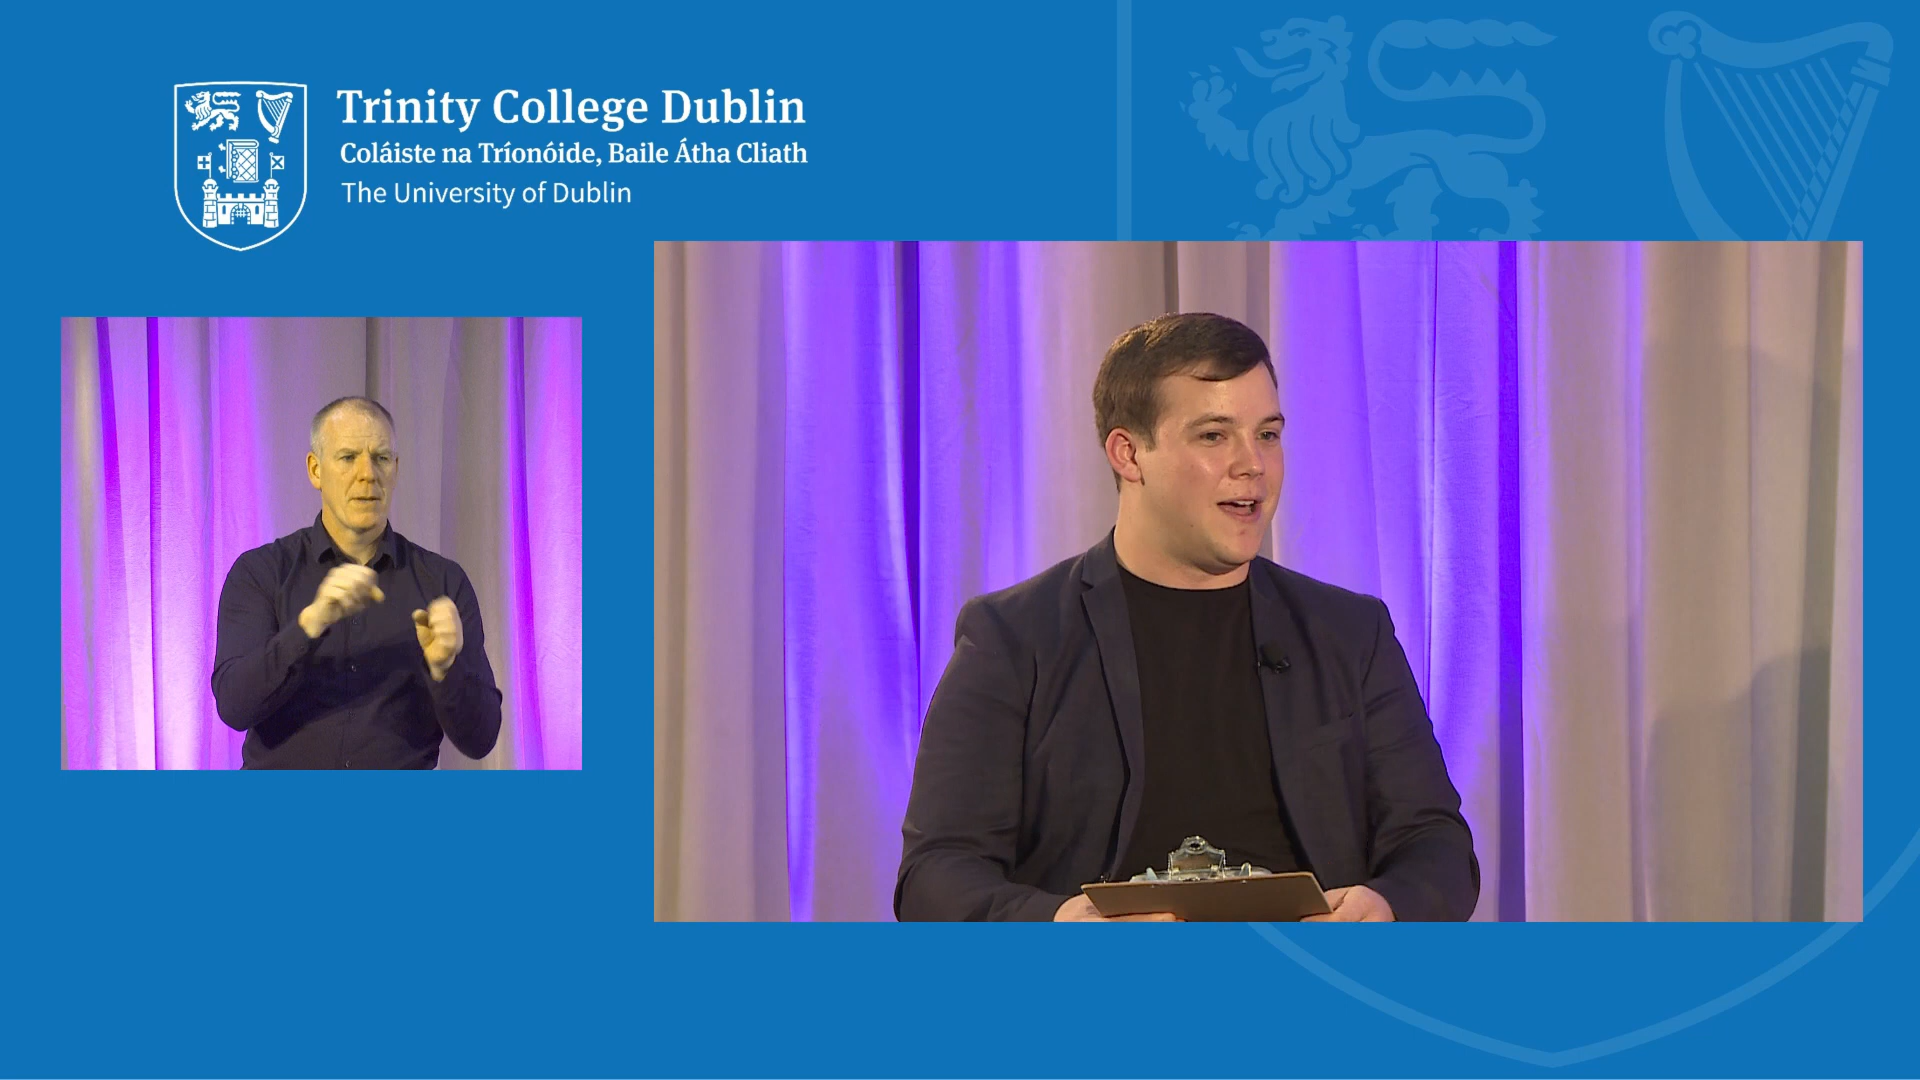 Trinity College Dublin
Coláiste na Tríonóide, Baile Átha Cliath
The University of Dublin